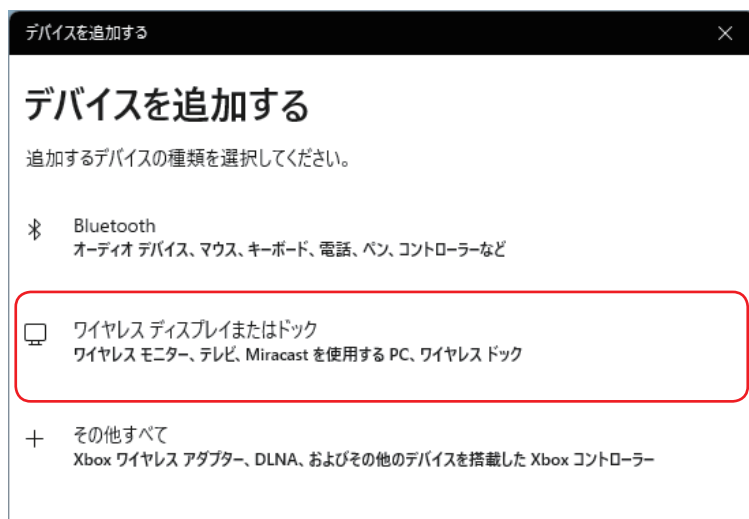 デバイスを追加する
デバイスを追加する
追加するデバイスの種類を選択してください。
Bluetooth
オーディオ デバイス、マウス、キーボード、電話、ペン、コントローラーなど
ワイヤレス ディスプレイまたはドック
ワイヤレス モニター、テレビ、Miracast を使用する PC、ワイヤレス ドック
その他すべて
Xbox ワイヤレス アダプター、DLNA、およびその他のデバイスを搭載した Xbox コントローラー